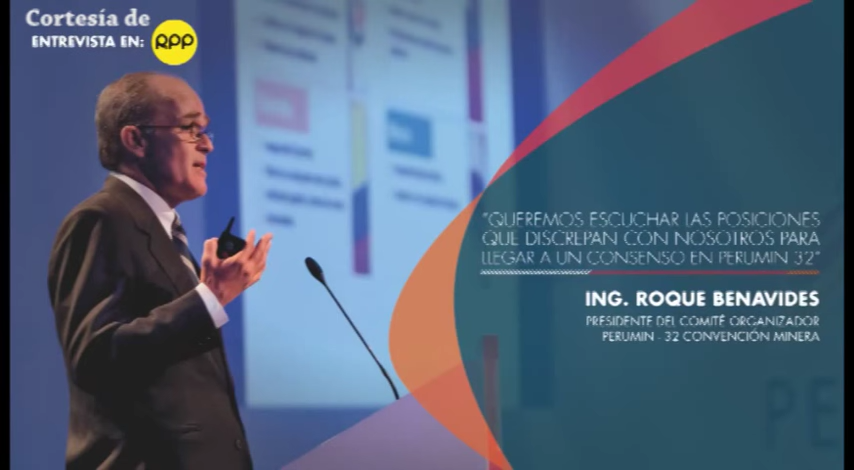 Cortesía de
ENTREVISTA EN: RPP
"QUEREMOS ESCUCHAR LAS POSICIONES
QUE DISCREPAN CON NOSOTROS PARA
LLEGAR A UN CONSENSO EN PERUMIN 32"
ING. ROQUE BENAVIDES
PRESIDENTE DEL COMITÉ ORGANIZADOR
PERUMIN - 32 CONVENCIÓN MINERA
PE